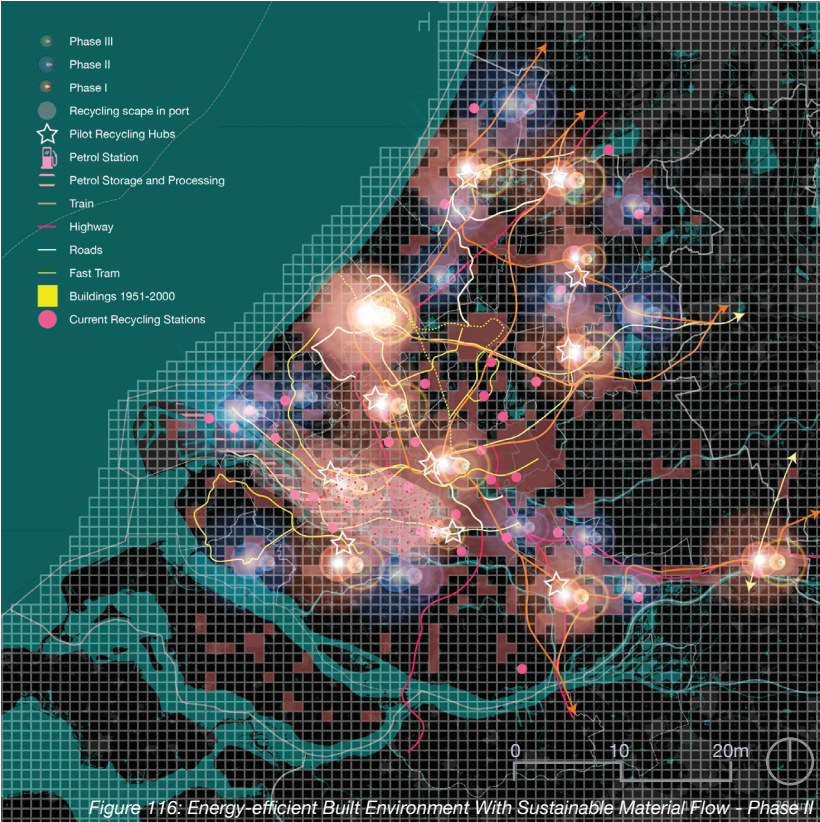 Phase III
Phase II
Phase I
Recycling scape in port
Pilot Recycling Hubs
Petrol Station
Petrol Storage and Processing
Train
Highway
Roads
Fast Tram
Buildings 1951-2000
Current Recycling Stations
0 10 20m
Figure 116: Energy-efficient Built Environment With Sustainable Material Flow - Phase II